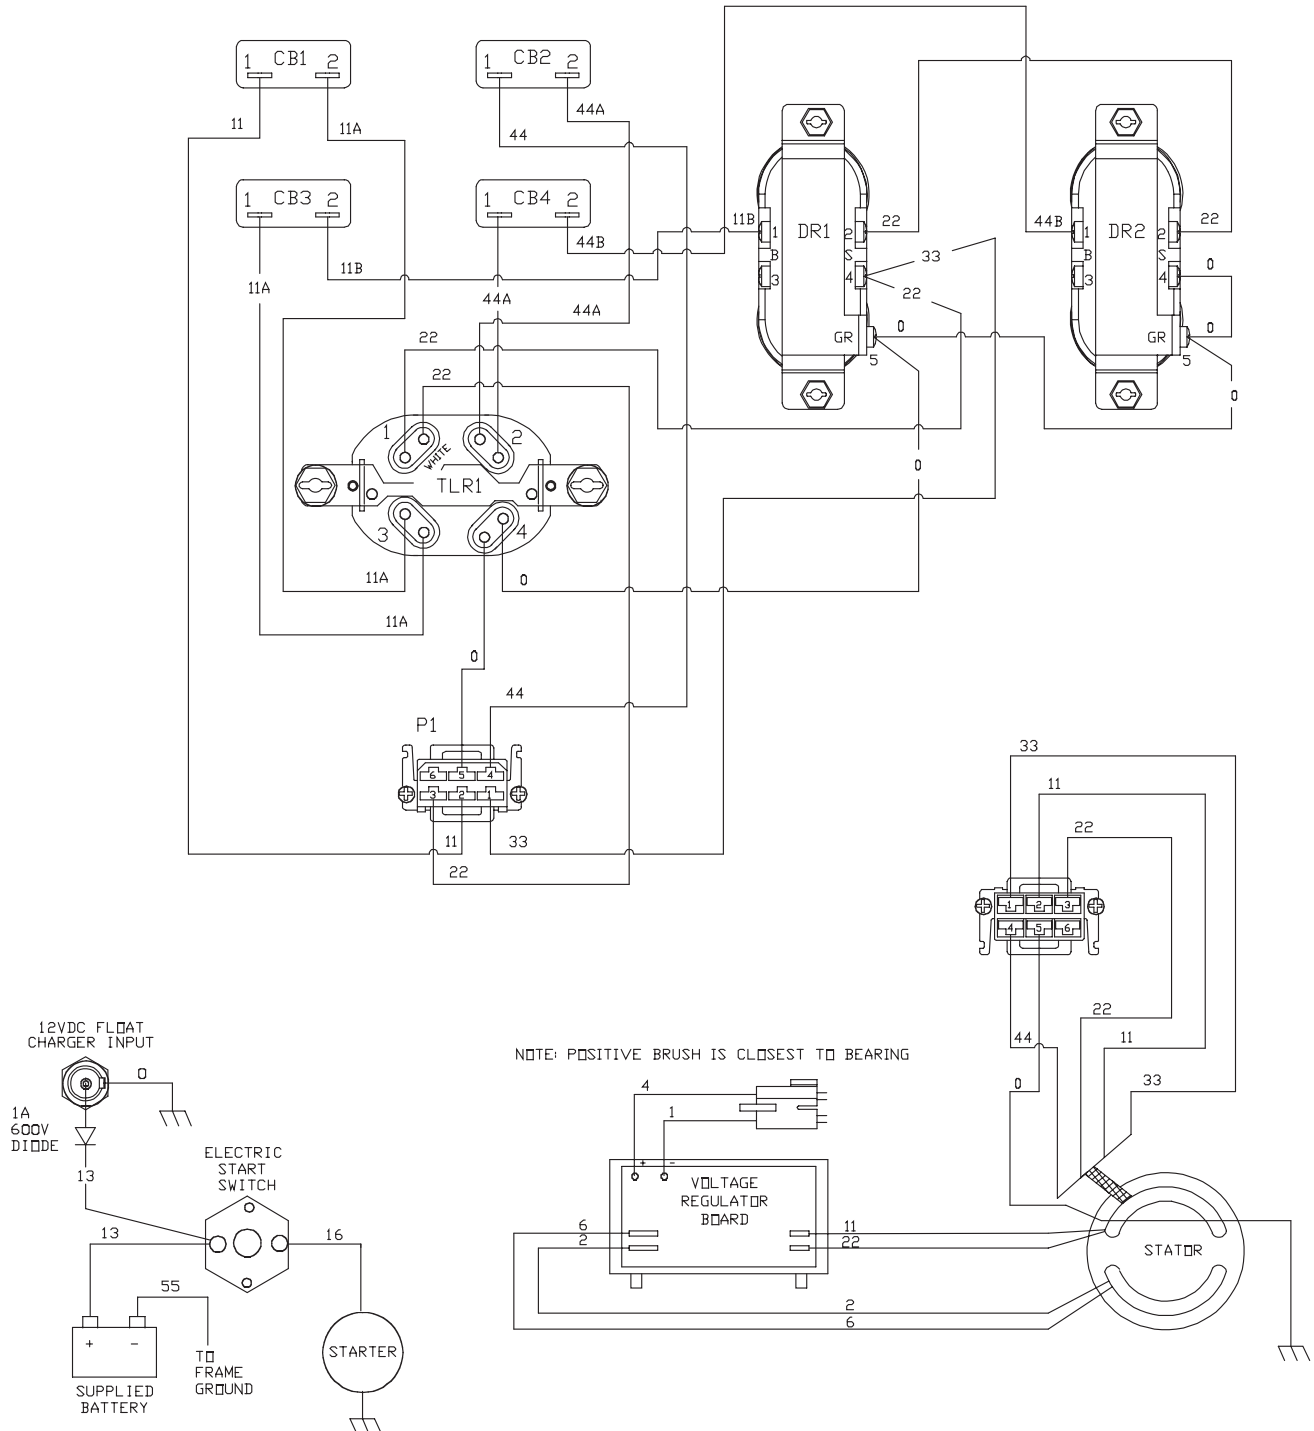 1 CB1 2
1 CB2 2
44A
11
11A
44
1 CB3 2
1 CB4 2
11B
44B
11B
11A
44A
44A
22
22
1
2
WHITE
TLR1
3
4
11A
11A
0
0
44
P1
6 5 4
3 2 1
11
33
22
1
DR1
2
22
B
S
3
4
33
22
GR
0
5
0
44B
1
DR2
2
22
B
S
3
4
0
GR
0
5
0
33
11
22
1 2 3
4 5 6
22
44
11
0
33
12VDC FLOAT
CHARGER INPUT
0
1A
600V
DIODE
13
ELECTRIC
START
SWITCH
13
16
55
+ -
TO
FRAME
GROUND
SUPPLIED
BATTERY
STARTER
NOTE: POSITIVE BRUSH IS CLOSEST TO BEARING
4
1
+ -
VOLTAGE
REGULATOR
BOARD
6
2
11
22
STATOR
2
6